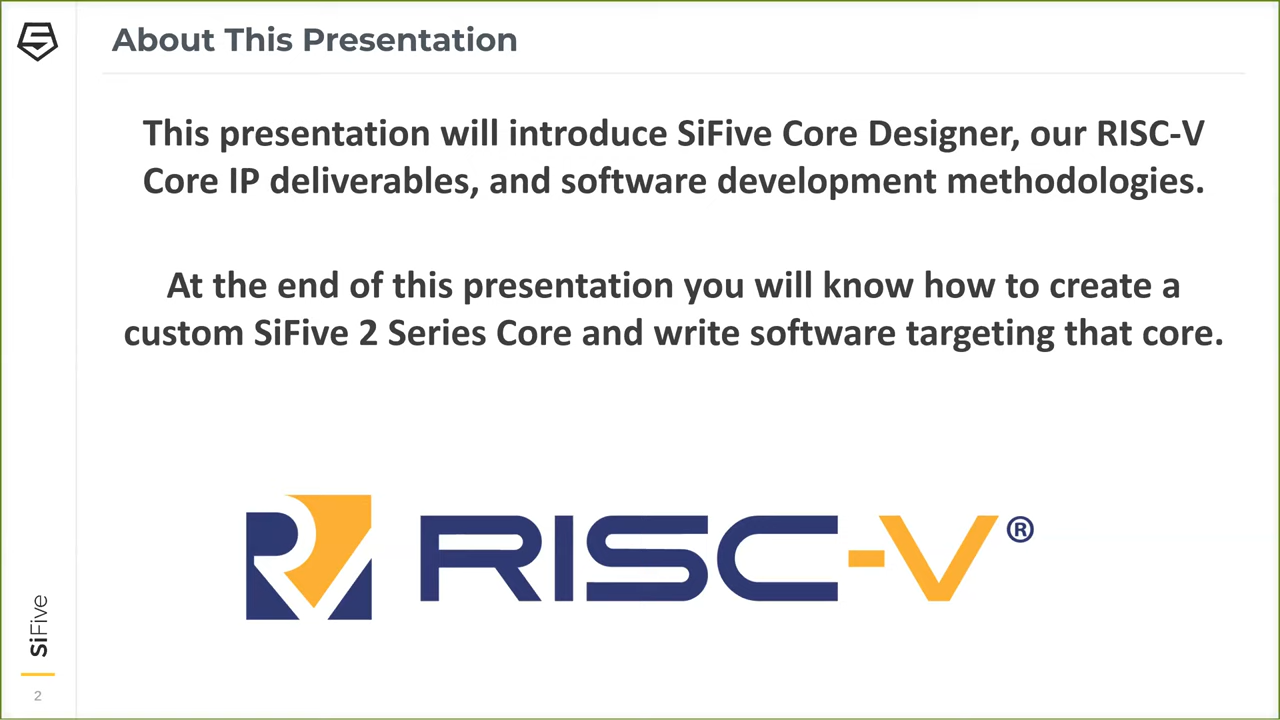 About This Presentation
This presentation will introduce SiFive Core Designer, our RISC-V
Core IP deliverables, and software development methodologies.
At the end of this presentation you will know how to create a
custom SiFive 2 Series Core and write software targeting that core.
RISC-V®
SiFive
2